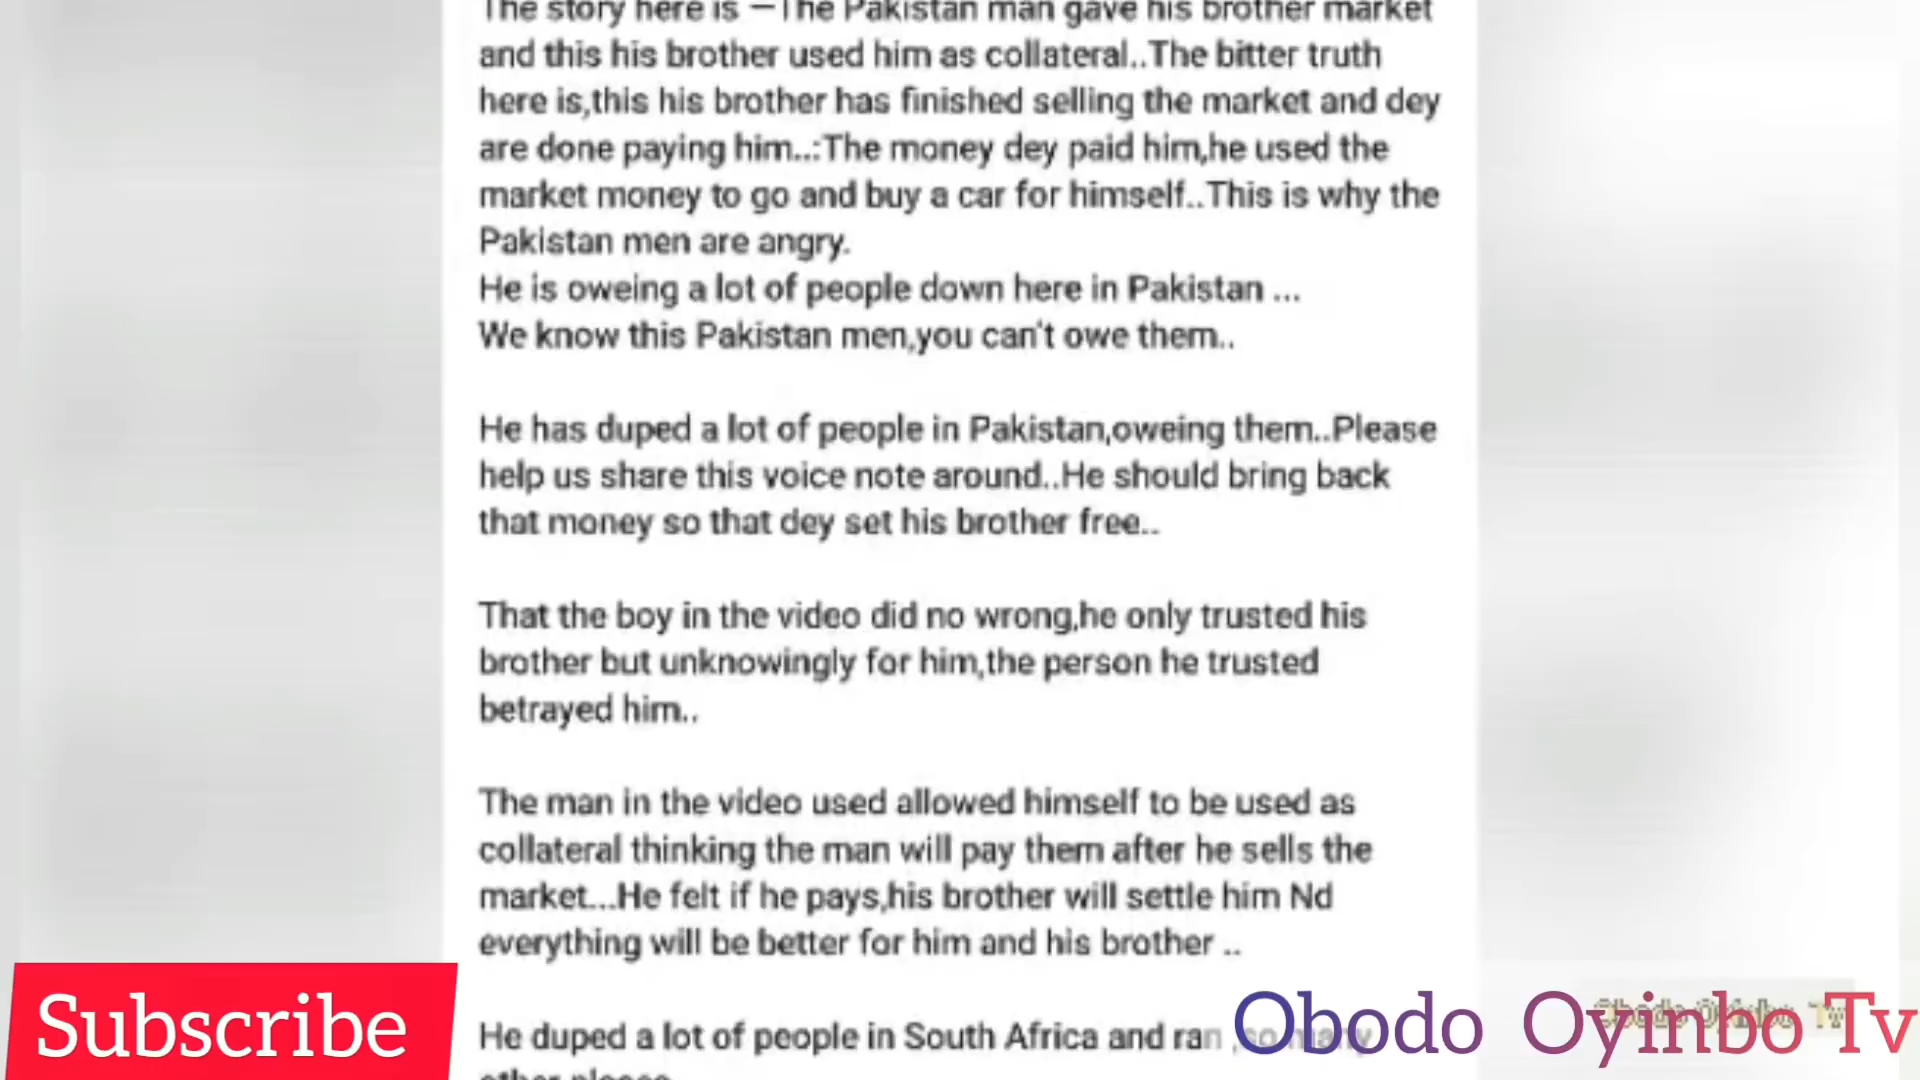 The story here is —The Pakistan man gave his brother market
and this his brother used him as collateral..The bitter truth
here is,this his brother has finished selling the market and dey
are done paying him..:The money dey paid him,he used the
market money to go and buy a car for himself..This is why the
Pakistan men are angry.
He is oweing a lot of people down here in Pakistan ...
We know this Pakistan men,you can't owe them..
He has duped a lot of people in Pakistan,oweing them..Please
help us share this voice note around..He should bring back
that money so that dey set his brother free..
That the boy in the video did no wrong,he only trusted his
brother but unknowingly for him,the person he trusted
betrayed him..
The man in the video used allowed himself to be used as
collateral thinking the man will pay them after he sells the
market...He felt if he pays,his brother will settle him Nd
everything will be better for him and his brother ..
He duped a lot of people in South Africa and ran ,so many
Subscribe
Obodo Oyinbo Tv
Obodo Oyinbo Tv